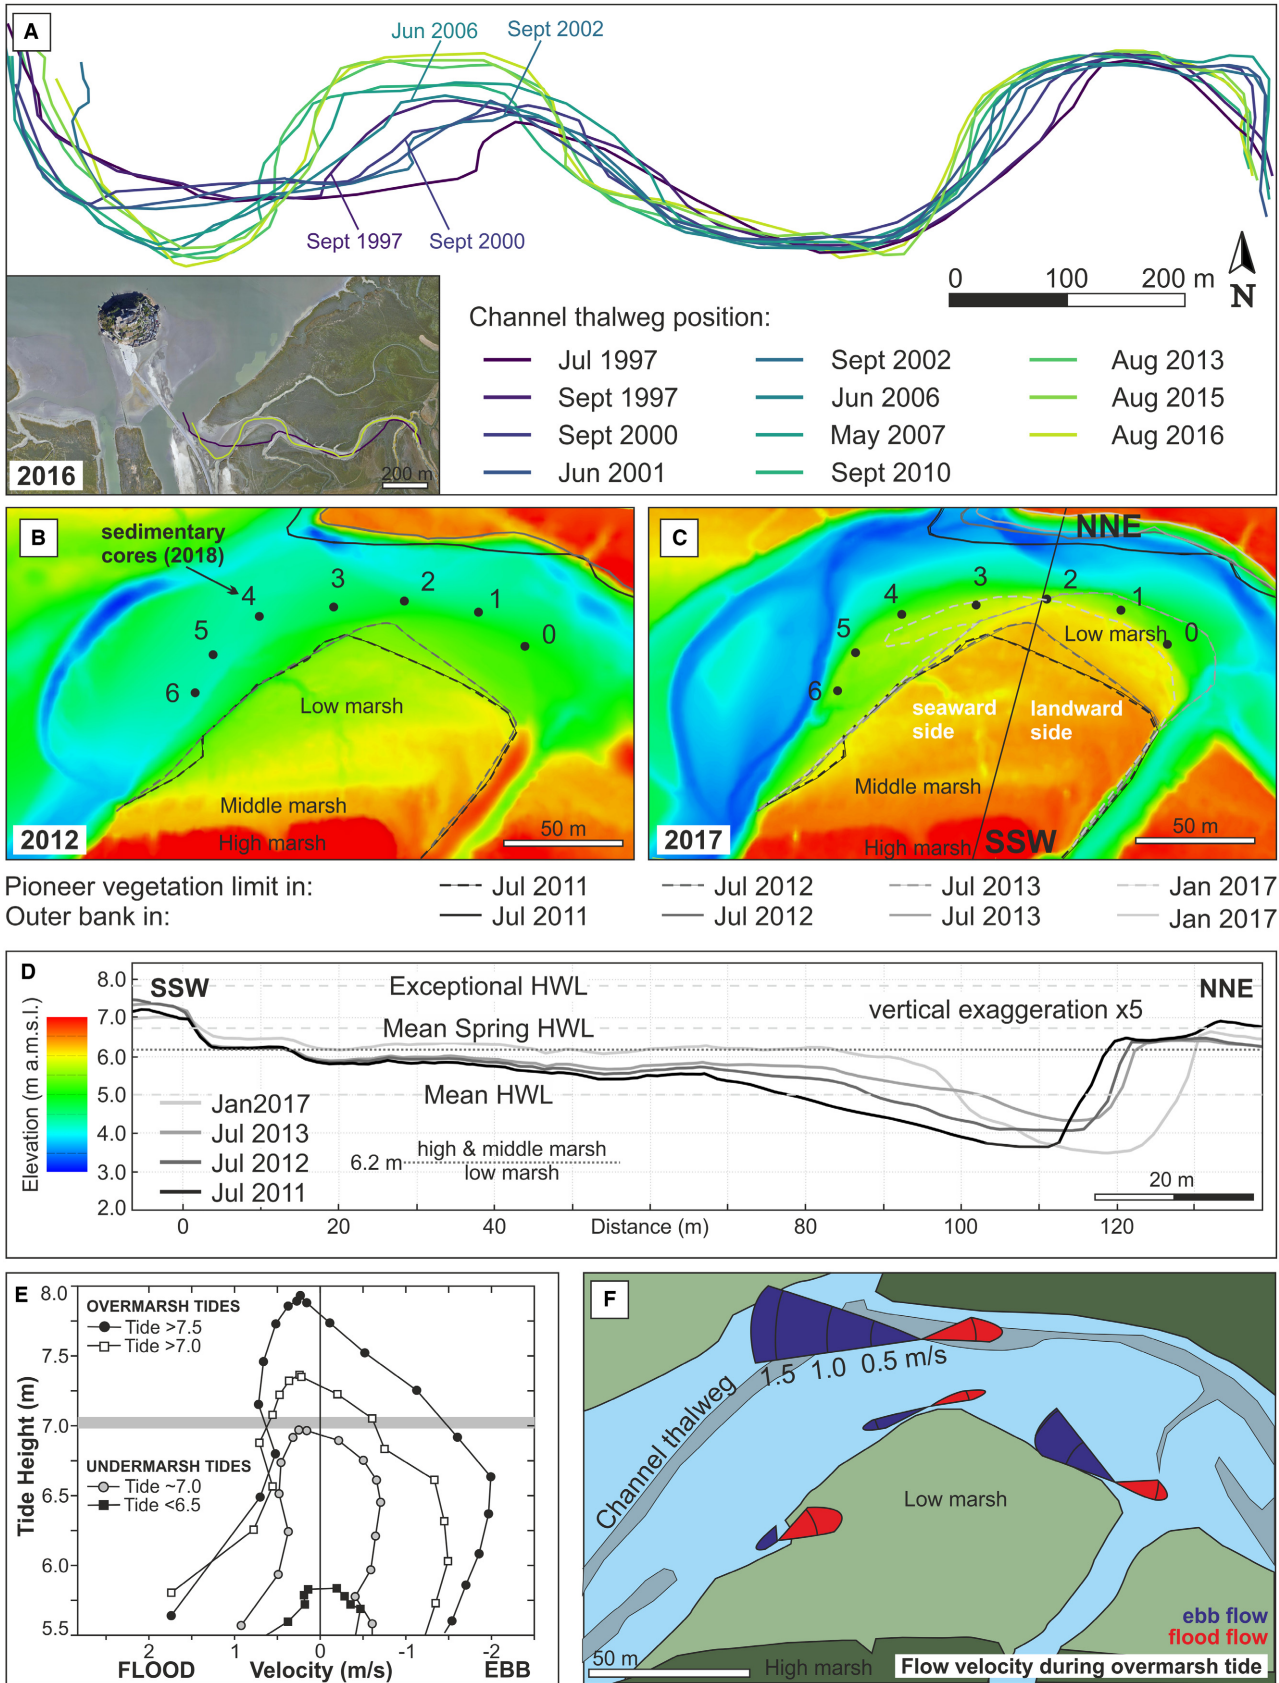 A
Jun 2006
Sept 2002
Sept 1997
Sept 2000
0 100 200 m
N
Channel thalweg position:
Jul 1997
Sept 2002
Aug 2013
Sept 1997
Jun 2006
Aug 2015
Sept 2000
May 2007
Aug 2016
Jun 2001
Sept 2010
2016
200 m
B
sedimentary
cores (2018)
4
3
2
1
0
5
6
Low marsh
Middle marsh
High marsh
2012
50 m
C
NNE
4
3
2
1
0
5
6
Low marsh
seaward
side
landward
side
Middle marsh
High marsh
SSW
2017
50 m
Pioneer vegetation limit in:
Jul 2011
Jul 2012
Jul 2013
Jan 2017
Outer bank in:
Jul 2011
Jul 2012
Jul 2013
Jan 2017
D
SSW
NNE
Exceptional HWL
Mean Spring HWL
Mean HWL
vertical exaggeration x5
Elevation (m a.m.s.l.)
8.0
7.0
6.0
5.0
4.0
3.0
2.0
Jan2017
Jul 2013
Jul 2012
Jul 2011
high & middle marsh
6.2 m
low marsh
20 m
0 20 40 Distance (m) 80 100 120
E
OVERMARSH TIDES
Tide >7.5
Tide >7.0
UNDERMARSH TIDES
Tide ~7.0
Tide <6.5
Tide Height (m)
8.0
7.5
7.0
6.5
6.0
5.5
2 1 0 -1 -2
FLOOD Velocity (m/s) EBB
F
1.5 1.0 0.5 m/s
Channel thalweg
Low marsh
ebb flow
flood flow
50 m
High marsh
Flow velocity during overmarsh tide